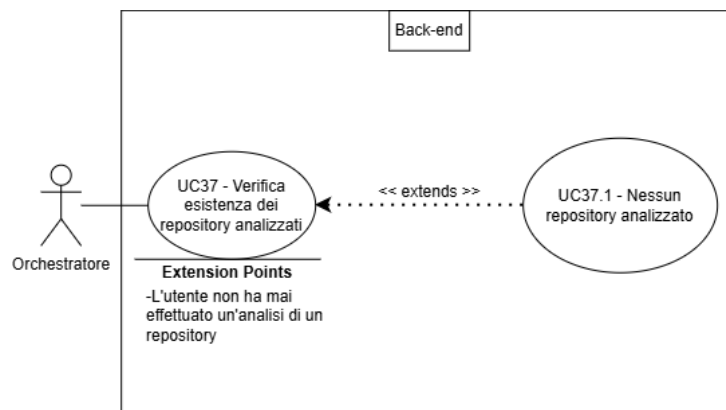 Back-end
Orchestratore
UC37 - Verifica
esistenza dei
repository analizzati
Extension Points
-L'utente non ha mai
effettuato un'analisi di un
repository
<< extends >>
UC37.1 - Nessun
repository analizzato